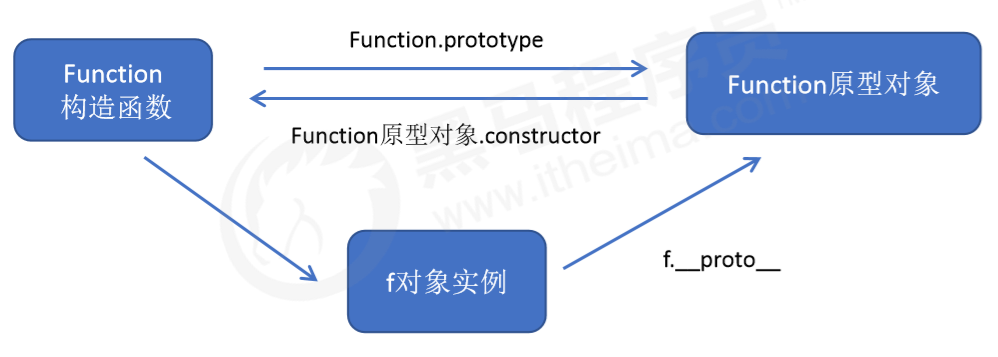 Function.prototype
Function
构造函数
Function原型对象
Function原型对象.constructor
黑马程序员
www.itheima.com
f对象实例
f.__proto__